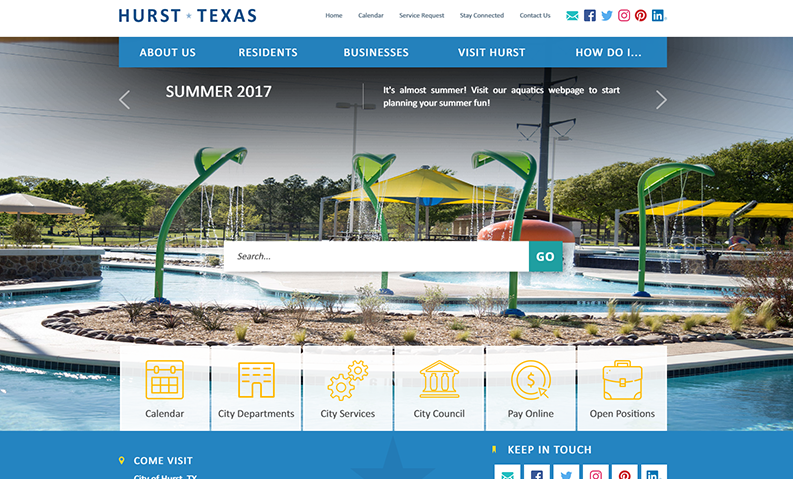 HURST ★ TEXAS
Home Calendar Service Request Stay Connected Contact Us
ABOUT US RESIDENTS BUSINESSES VISIT HURST HOW DO I...
SUMMER 2017
It's almost summer! Visit our aquatics webpage to start
planning your summer fun!
Search...
GO
Calendar City Departments City Services City Council Pay Online Open Positions
COME VISIT
City of Hurst, TX
KEEP IN TOUCH